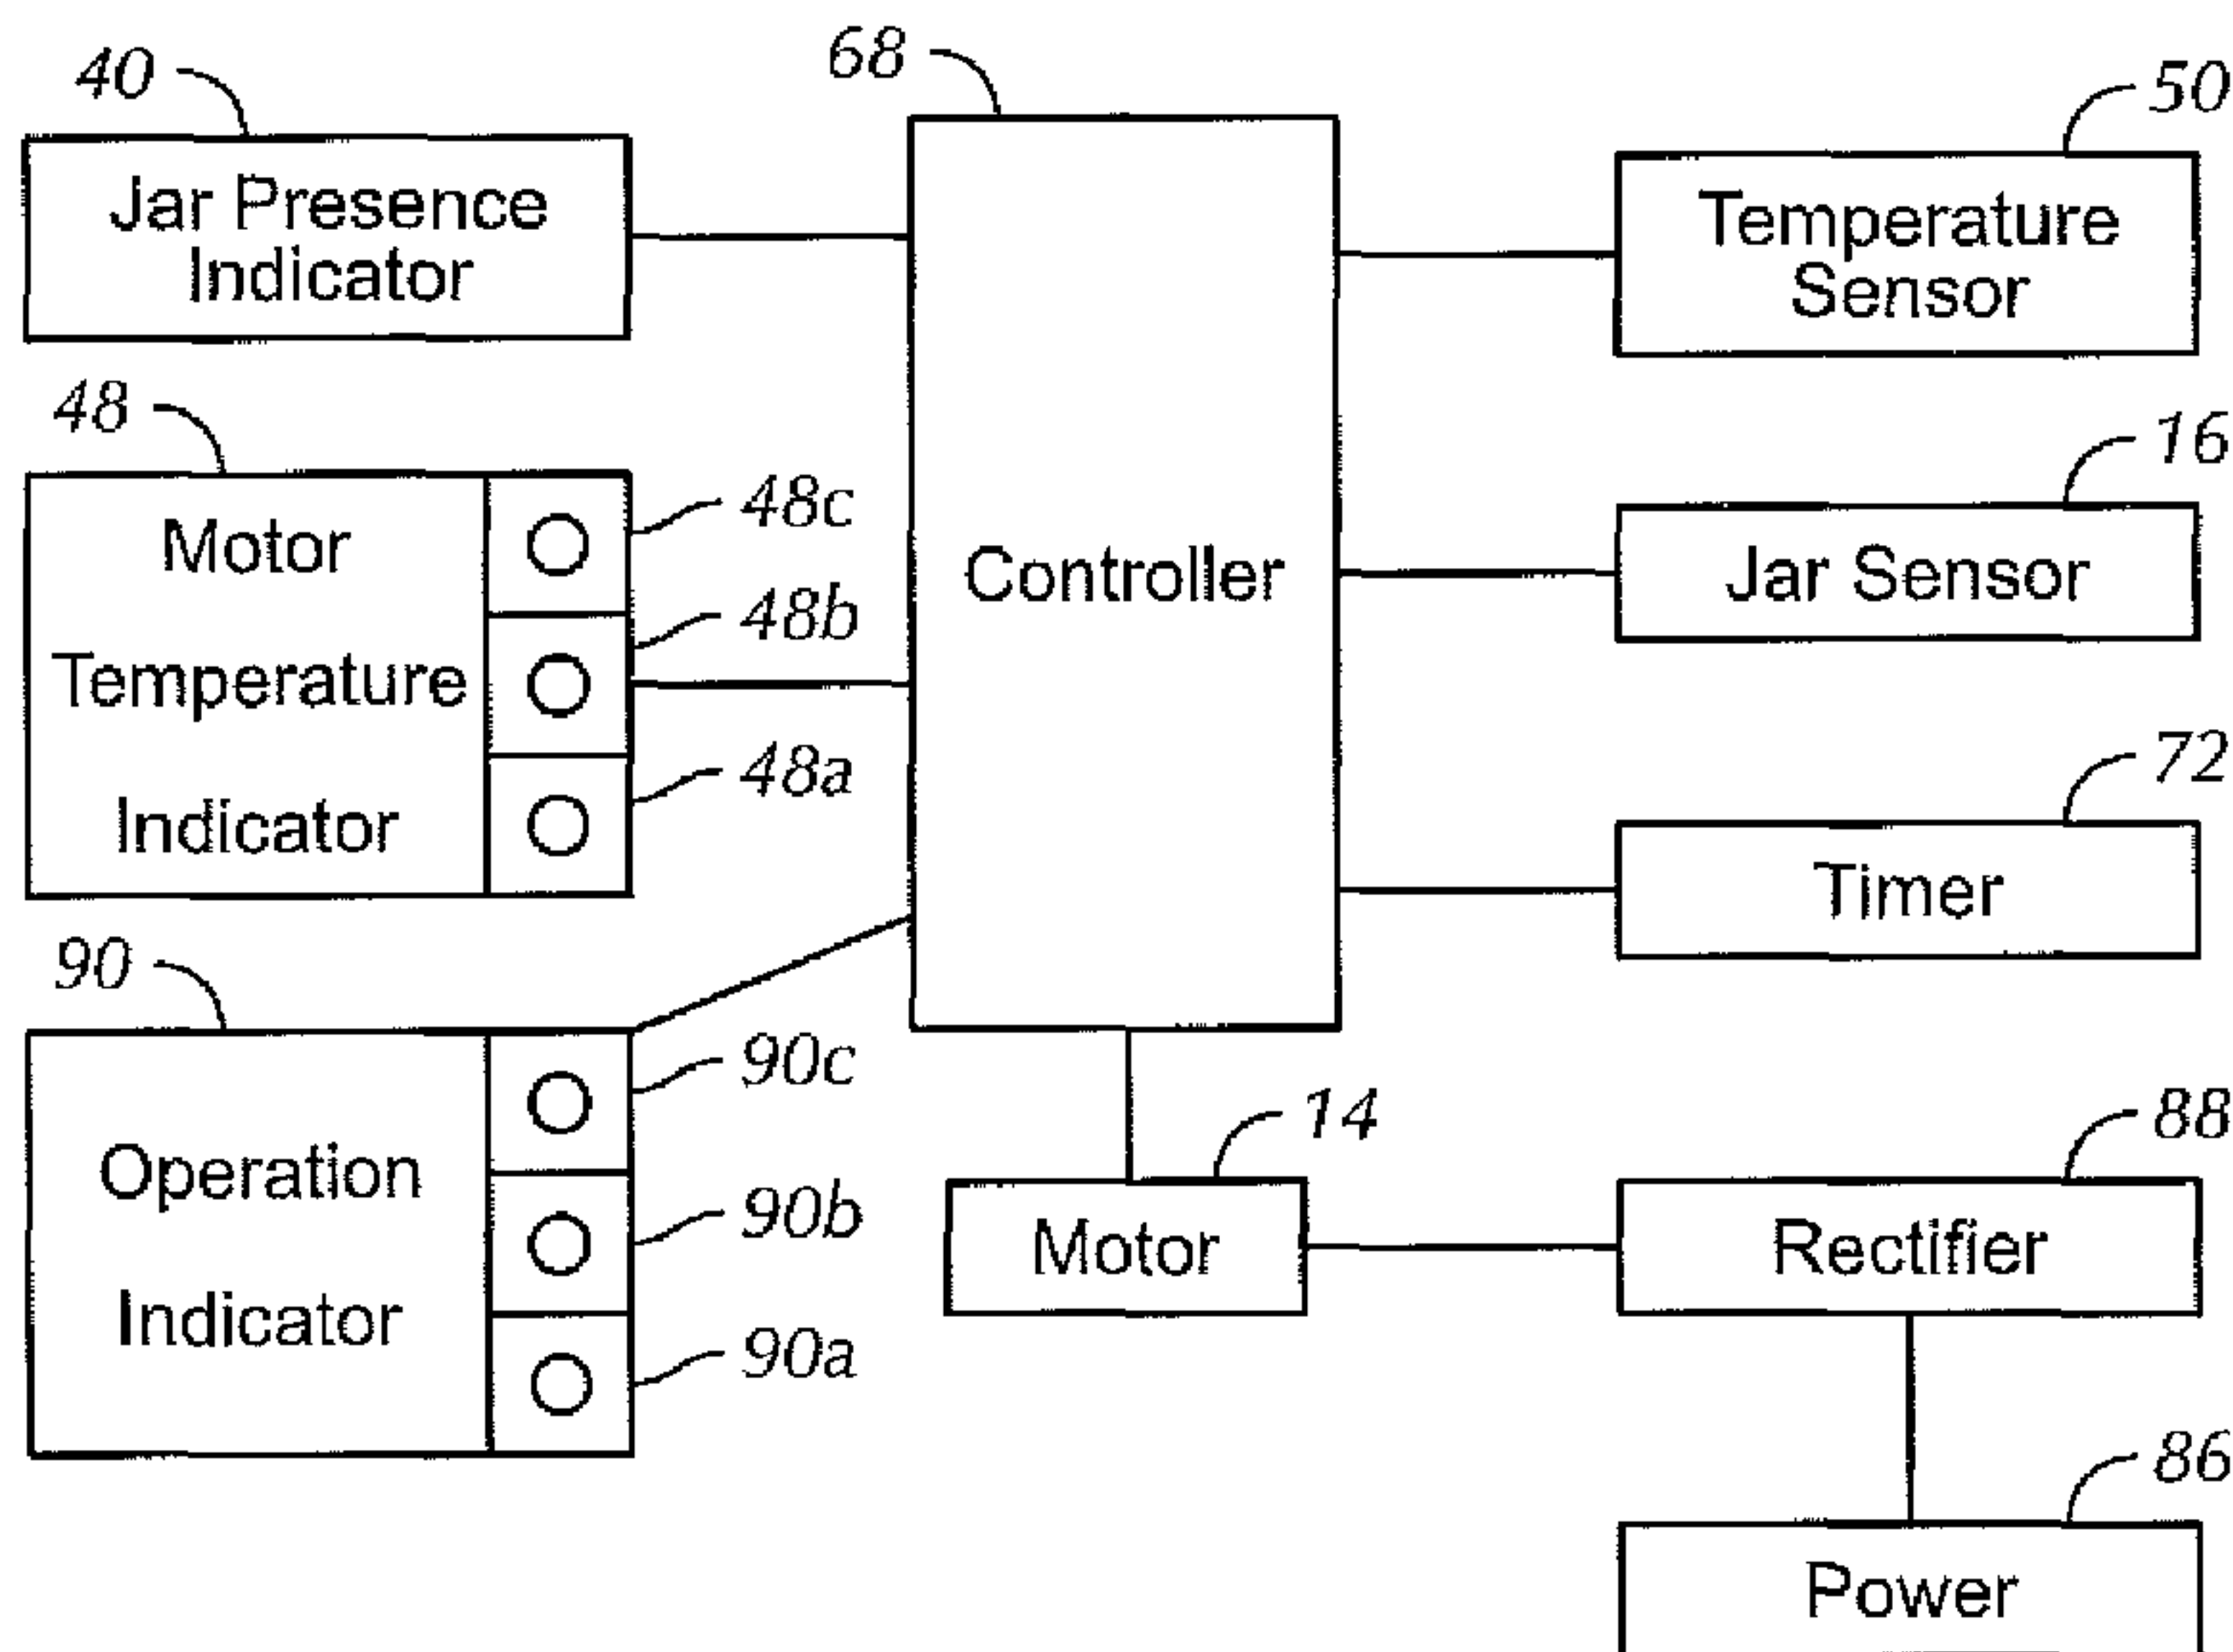 40
Jar Presence
Indicator
48
Motor
Temperature
Indicator
48c
48b
48a
90
Operation
Indicator
90c
90b
90a
68
Controller
14
Motor
50
Temperature
Sensor
16
Jar Sensor
72
Timer
88
Rectifier
86
Power